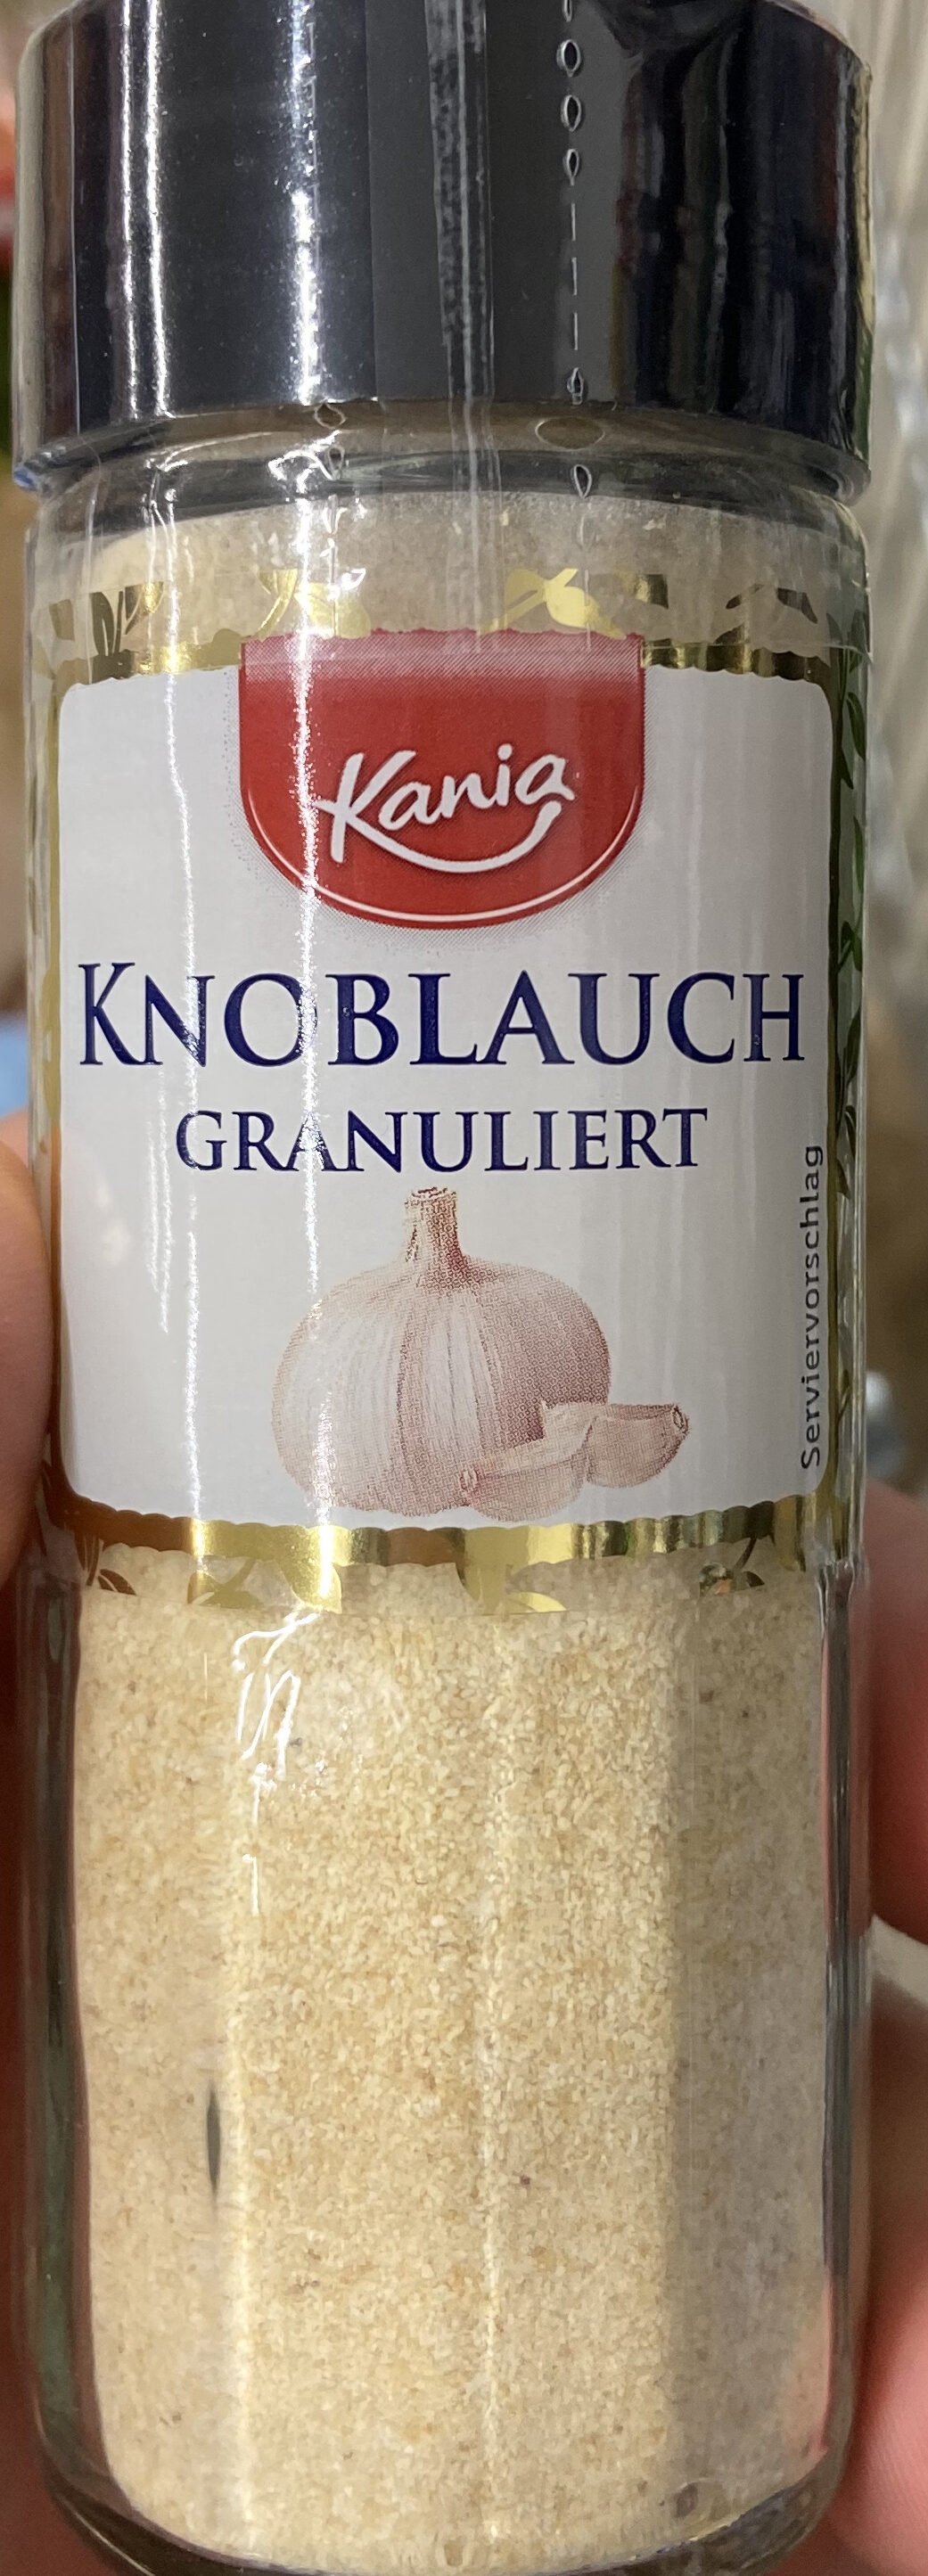 Kania
KNOBLAUCH
GRANULIERT
Serviervorschlag